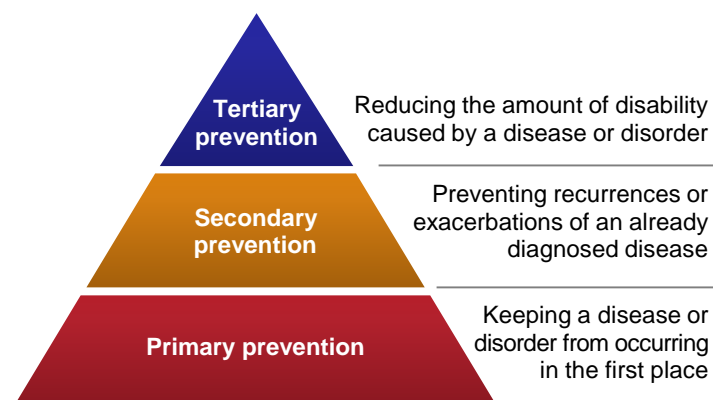 Tertiary
prevention
Reducing the amount of disability
caused by a disease or disorder
Secondary
prevention
Preventing recurrences or
exacerbations of an already
diagnosed disease
Primary prevention
Keeping a disease or
disorder from occurring
in the first place